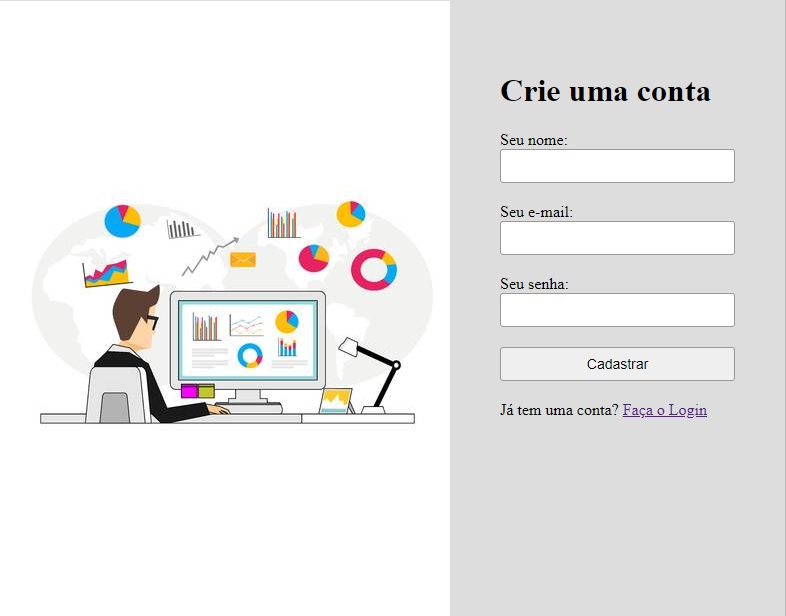 Crie uma conta
Seu nome:
Seu e-mail:
Seu senha:
Cadastrar
Já tem uma conta? Faça o Login